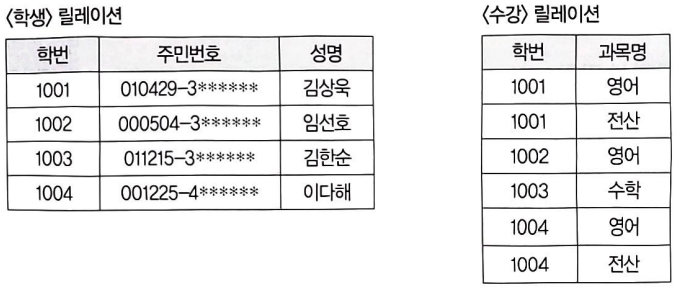 〈학생〉 릴레이션
학번 주민번호 성명
1001 010429-3****** 김상욱
1002 000504-3****** 임선호
1003 011215-3****** 김한순
1004 001225-4****** 이다해
〈수강〉 릴레이션
학번 과목명
1001 영어
1001 전산
1002 영어
1003 수학
1004 영어
1004 전산